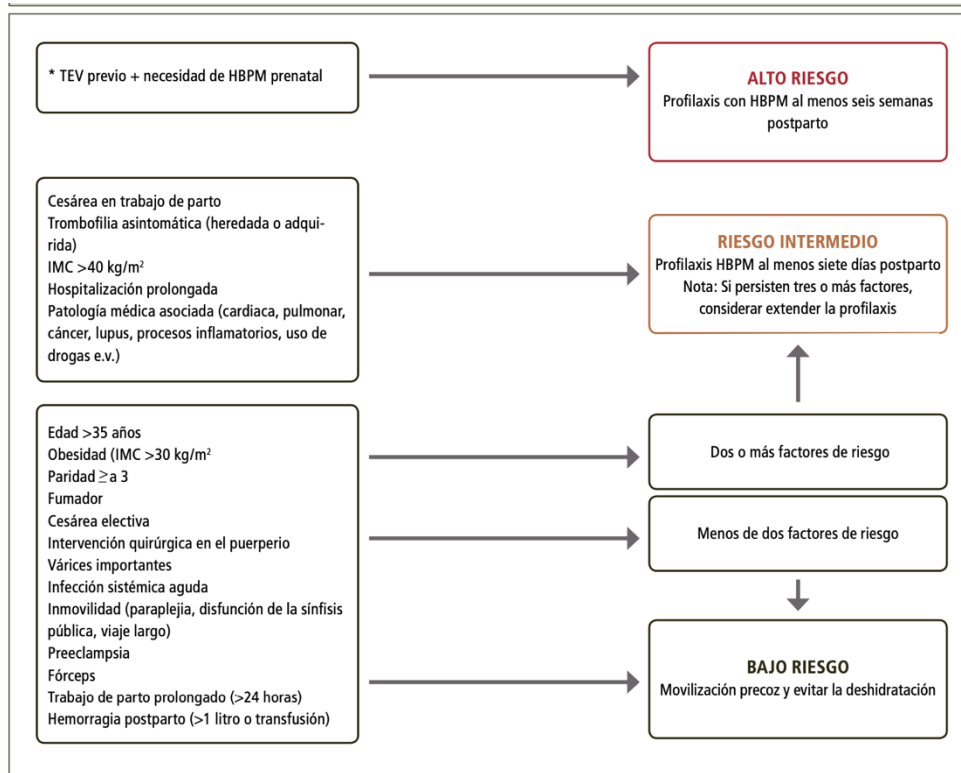 * TEV previo + necesidad de HBPM prenatal
ALTO RIESGO
Profilaxis con HBPM al menos seis semanas
postparto
Cesárea en trabajo de parto
Trombofilia asintomática (heredada o adqui-
rida)
IMC >40 kg/m²
Hospitalización prolongada
Patología médica asociada (cardiaca, pulmonar,
cáncer, lupus, procesos inflamatorios, uso de
drogas e.v.)
RIESGO INTERMEDIO
Profilaxis HBPM al menos siete días postparto
Nota: Si persisten tres o más factores,
considerar extender la profilaxis
Edad >35 años
Obesidad (IMC >30 kg/m²
Paridad ≥a 3
Fumador
Cesárea electiva
Intervención quirúrgica en el puerperio
Várices importantes
Infección sistémica aguda
Inmovilidad (paraplejia, disfunción de la sínfisis
pública, viaje largo)
Preeclampsia
Fórceps
Trabajo de parto prolongado (>24 horas)
Hemorragia postparto (>1 litro o transfusión)
Dos o más factores de riesgo
Menos de dos factores de riesgo
BAJO RIESGO
Movilización precoz y evitar la deshidratación